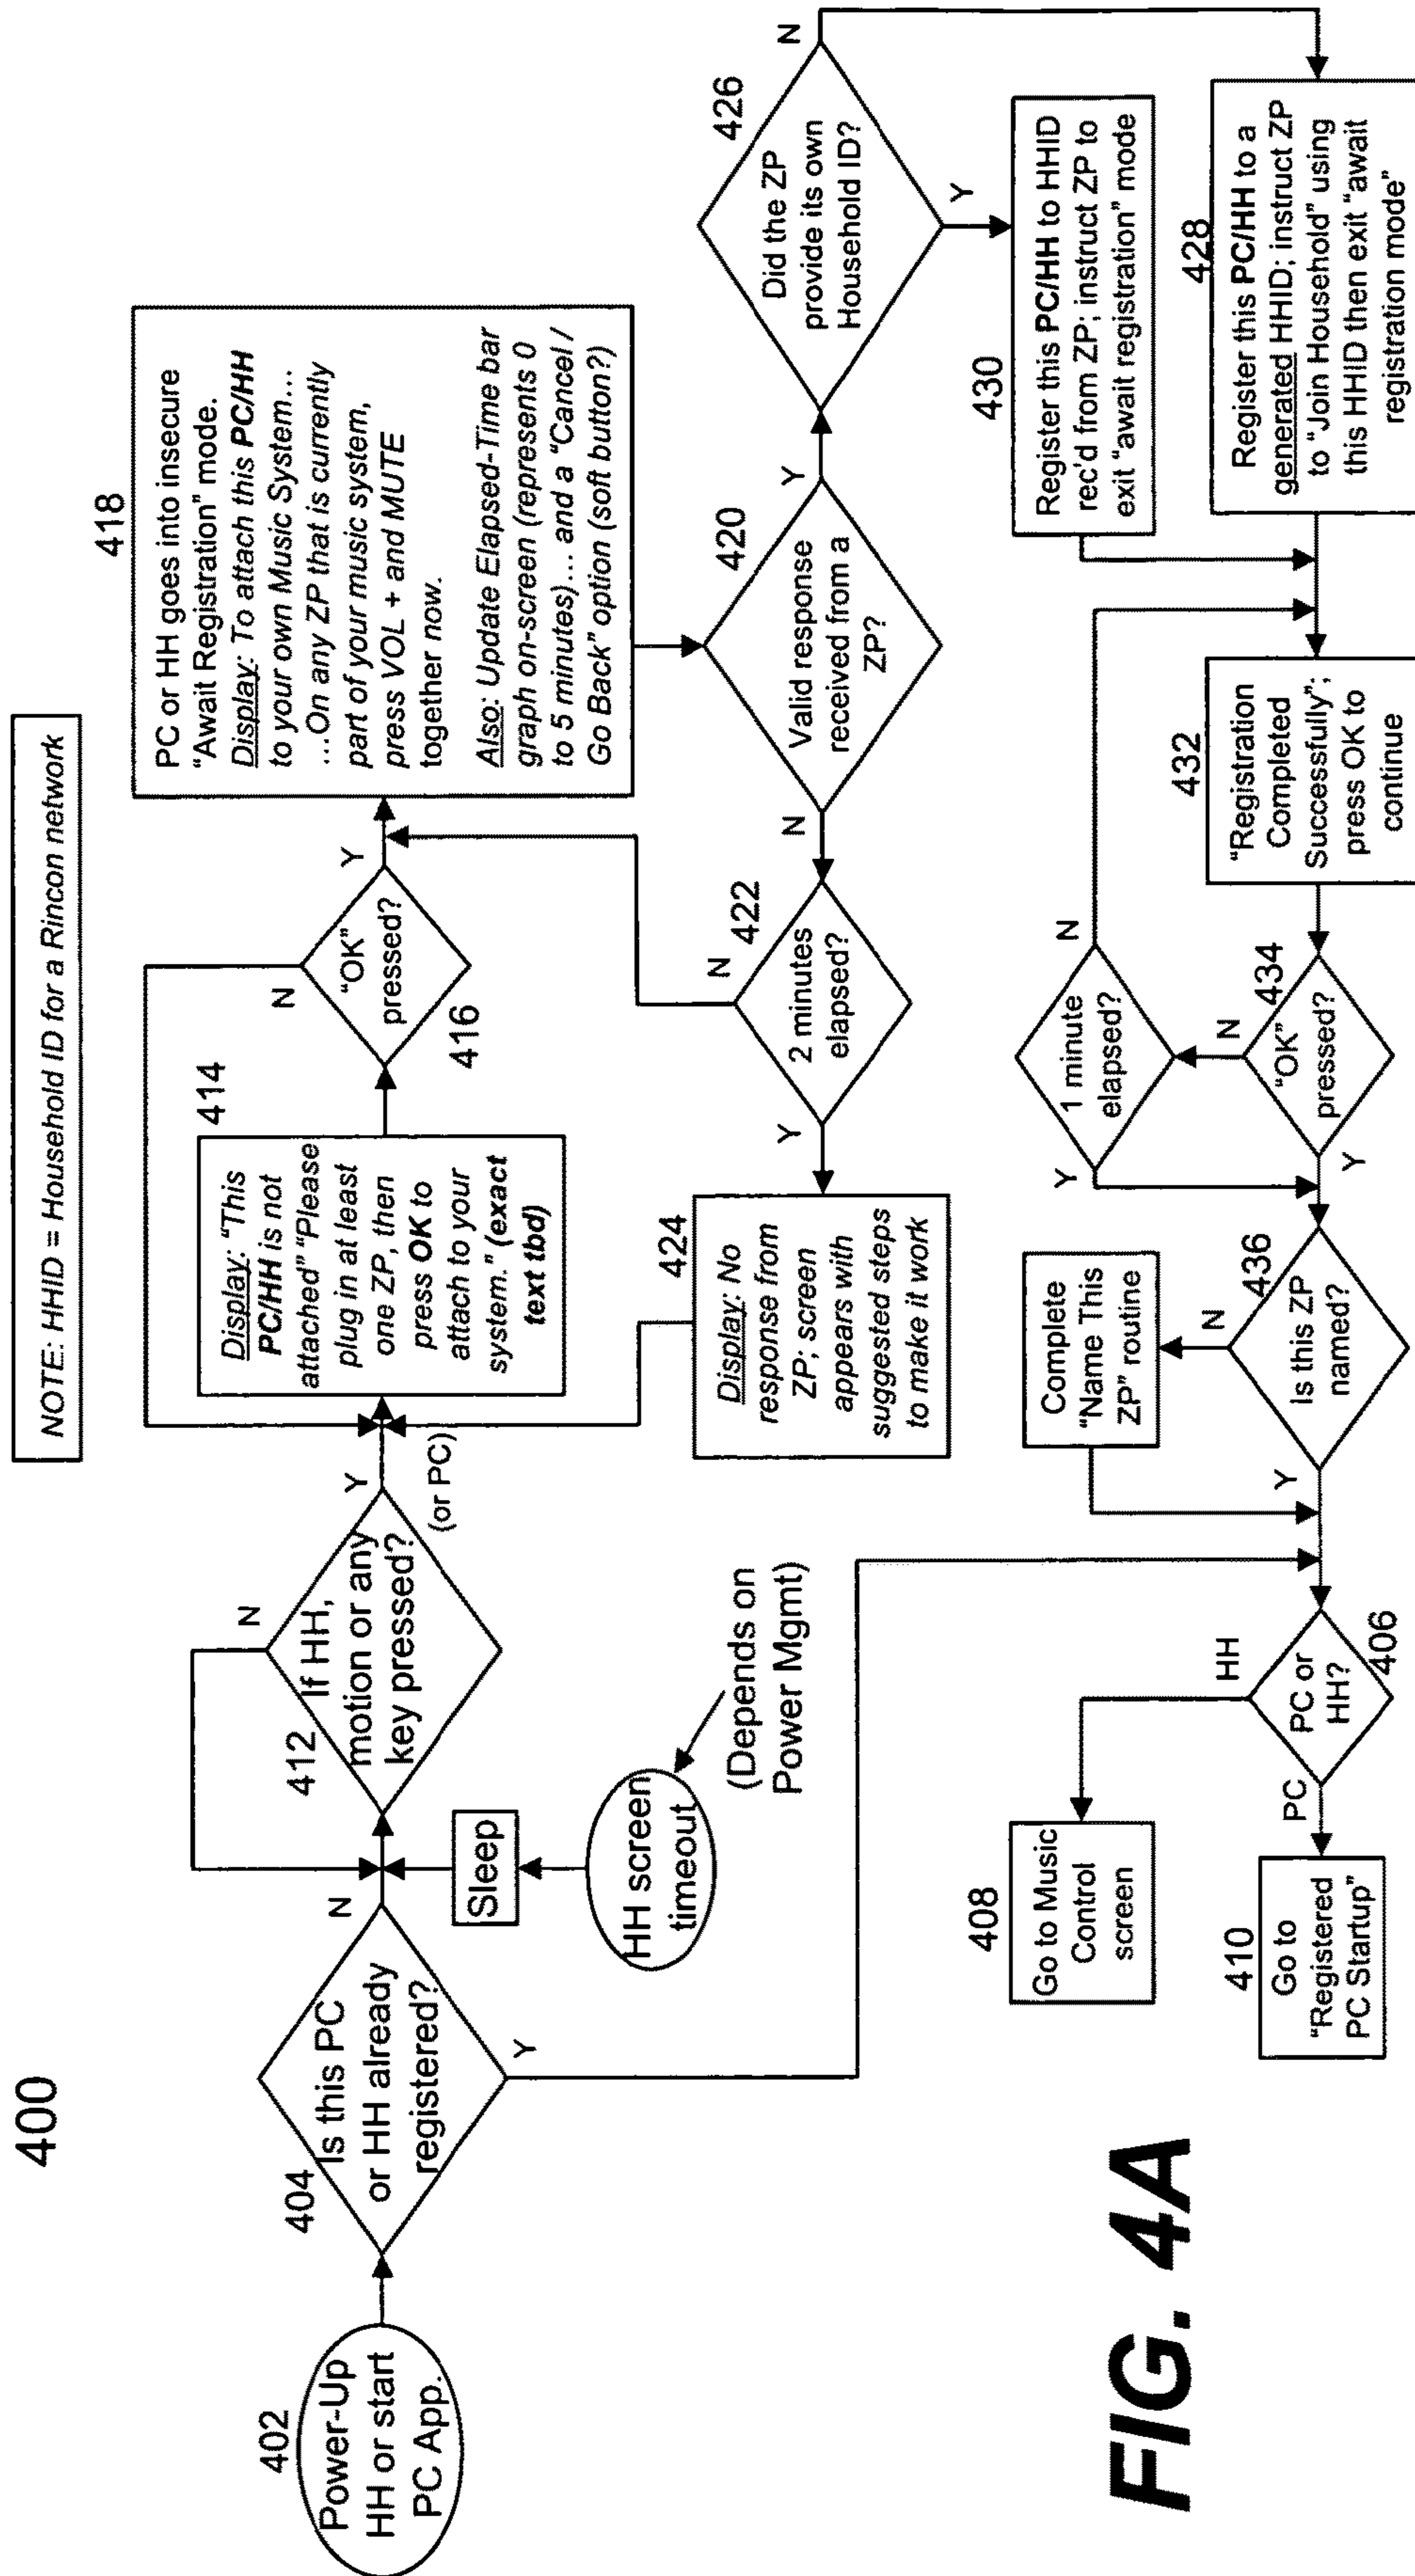 400
NOTE: HHID = Household ID for a Rincon network
402
Power-Up
HH or start
PC App.
404
Is this PC
or HH already
registered?
N
Y
Sleep
HH screen
timeout
(Depends on
Power Mgmt)
412
If HH,
motion or any
key pressed?
N
Y
(or PC)
414
Display: "This
PC/HH is not
attached" "Please
plug in at least
one ZP, then
press OK to
attach to your
system." (exact
text tbd)
416
"OK"
pressed?
N
Y
418
PC or HH goes into insecure
"Await Registration" mode.
Display: To attach this PC/HH
to your own Music System...
...On any ZP that is currently
part of your music system,
press VOL + and MUTE
together now.
Also: Update Elapsed-Time bar
graph on-screen (represents 0
to 5 minutes)... and a "Cancel /
Go Back" option (soft button?)
420
Valid response
received from a
ZP?
N
Y
422
2 minutes
elapsed?
N
Y
424
Display: No
response from
ZP; screen
appears with
suggested steps
to make it work
426
Did the ZP
provide its own
Household ID?
N
Y
430
Register this PC/HH to HHID
rec'd from ZP; instruct ZP to
exit "await registration" mode
428
Register this PC/HH to a
generated HHID; instruct ZP
to "Join Household" using
this HHID then exit "await
registration mode"
432
"Registration
Completed
Successfully";
press OK to
continue
434
"OK"
pressed?
N
Y
1 minute
elapsed?
N
Y
436
Is this ZP
named?
N
Y
Complete
"Name This
ZP" routine
406
PC or
HH?
HH
PC
408
Go to Music
Control
screen
410
Go to
"Registered
PC Startup"
FIG. 4A